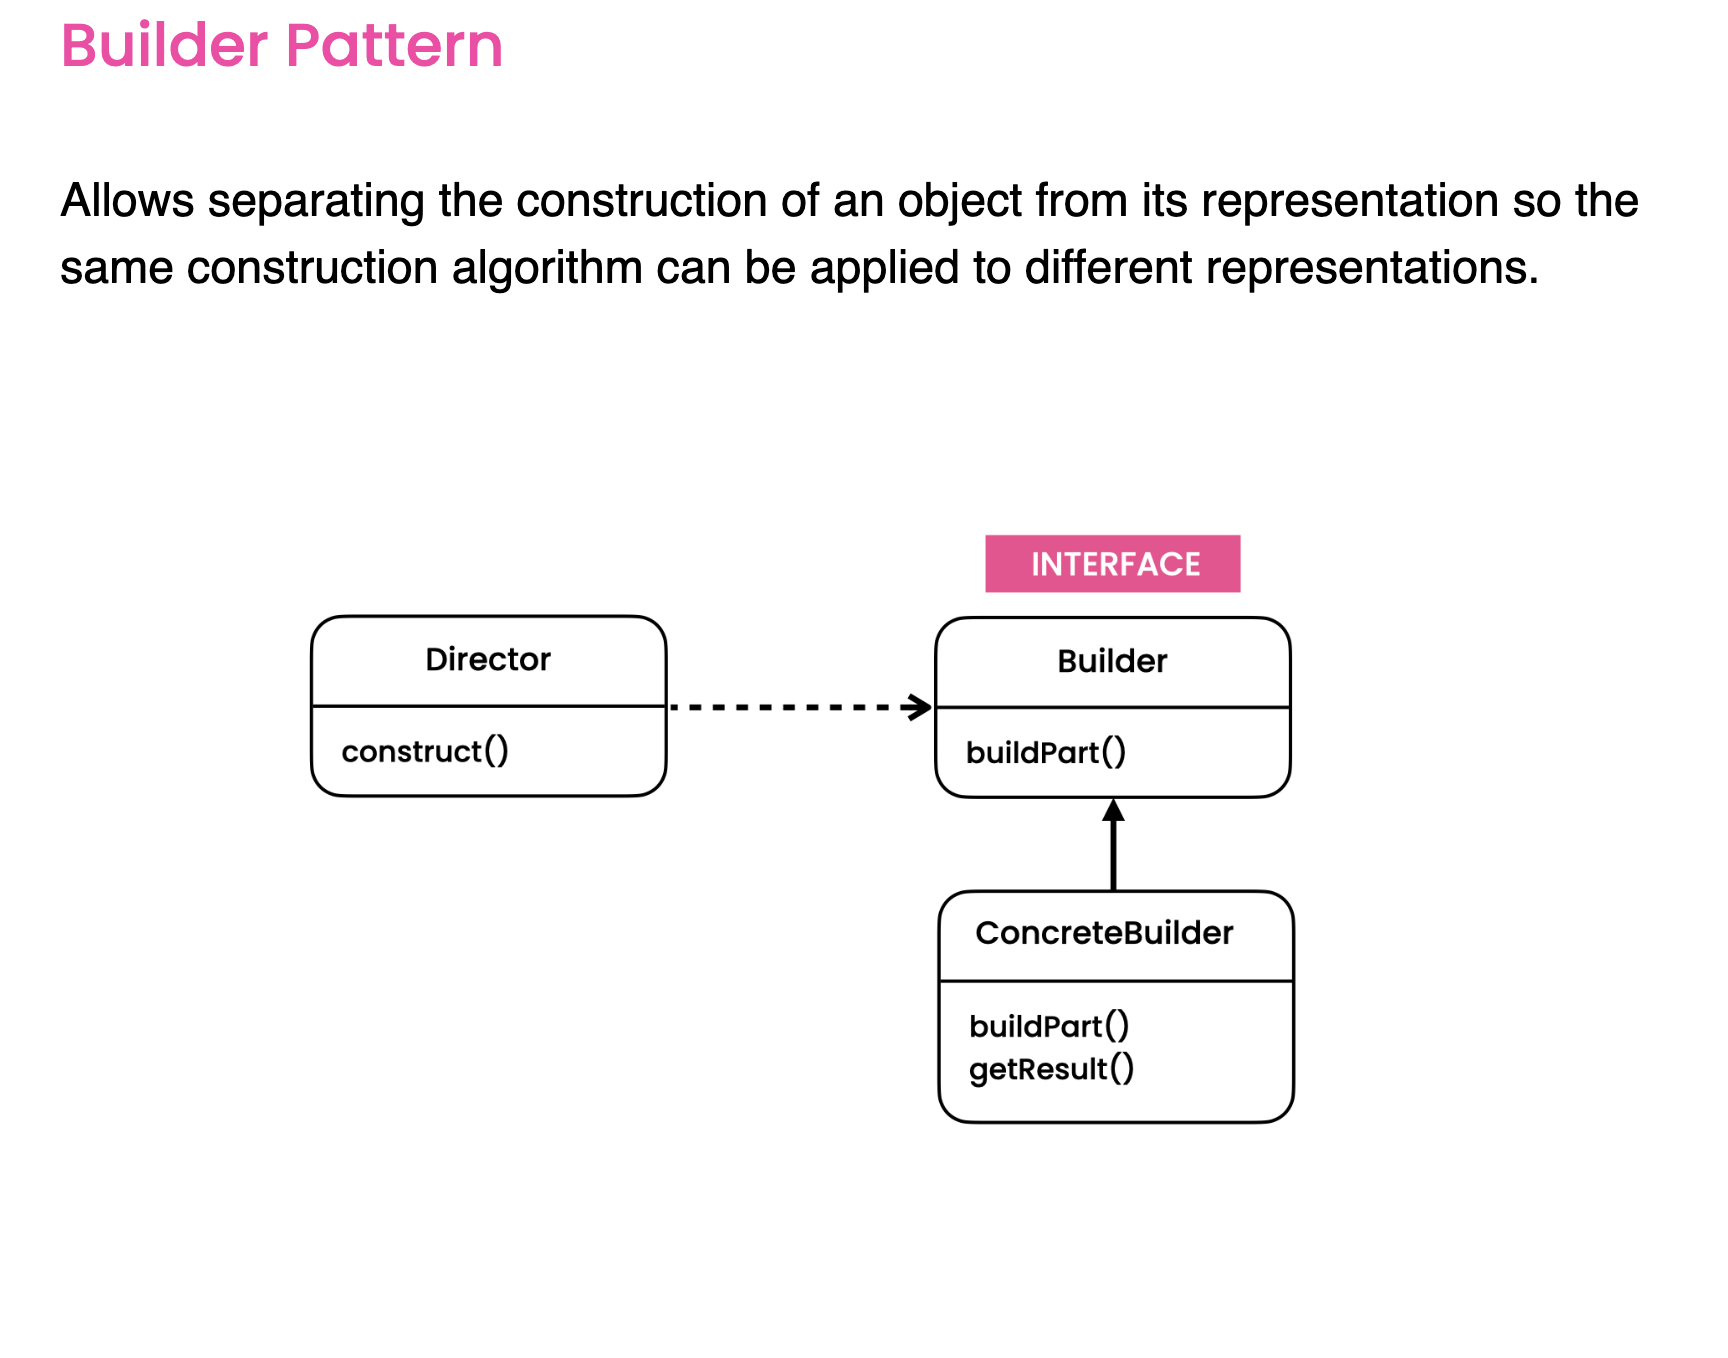 Builder Pattern
Allows separating the construction of an object from its representation so the
same construction algorithm can be applied to different representations.
INTERFACE
Director
construct()
Builder
buildPart()
ConcreteBuilder
buildPart()
getResult()